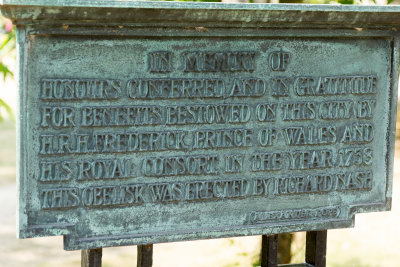 IN MEMORY OF
HONOURS CONFERRED AND IN GRATITUDE
FOR BENEFITS BESTOWED ON THIS CITY BY
H.R.H. FREDERICK PRINCE OF WALES AND
HIS ROYAL CONSORT IN THE YEAR 1738
THIS OBELISK WAS ERECTED BY RICHARD NASH